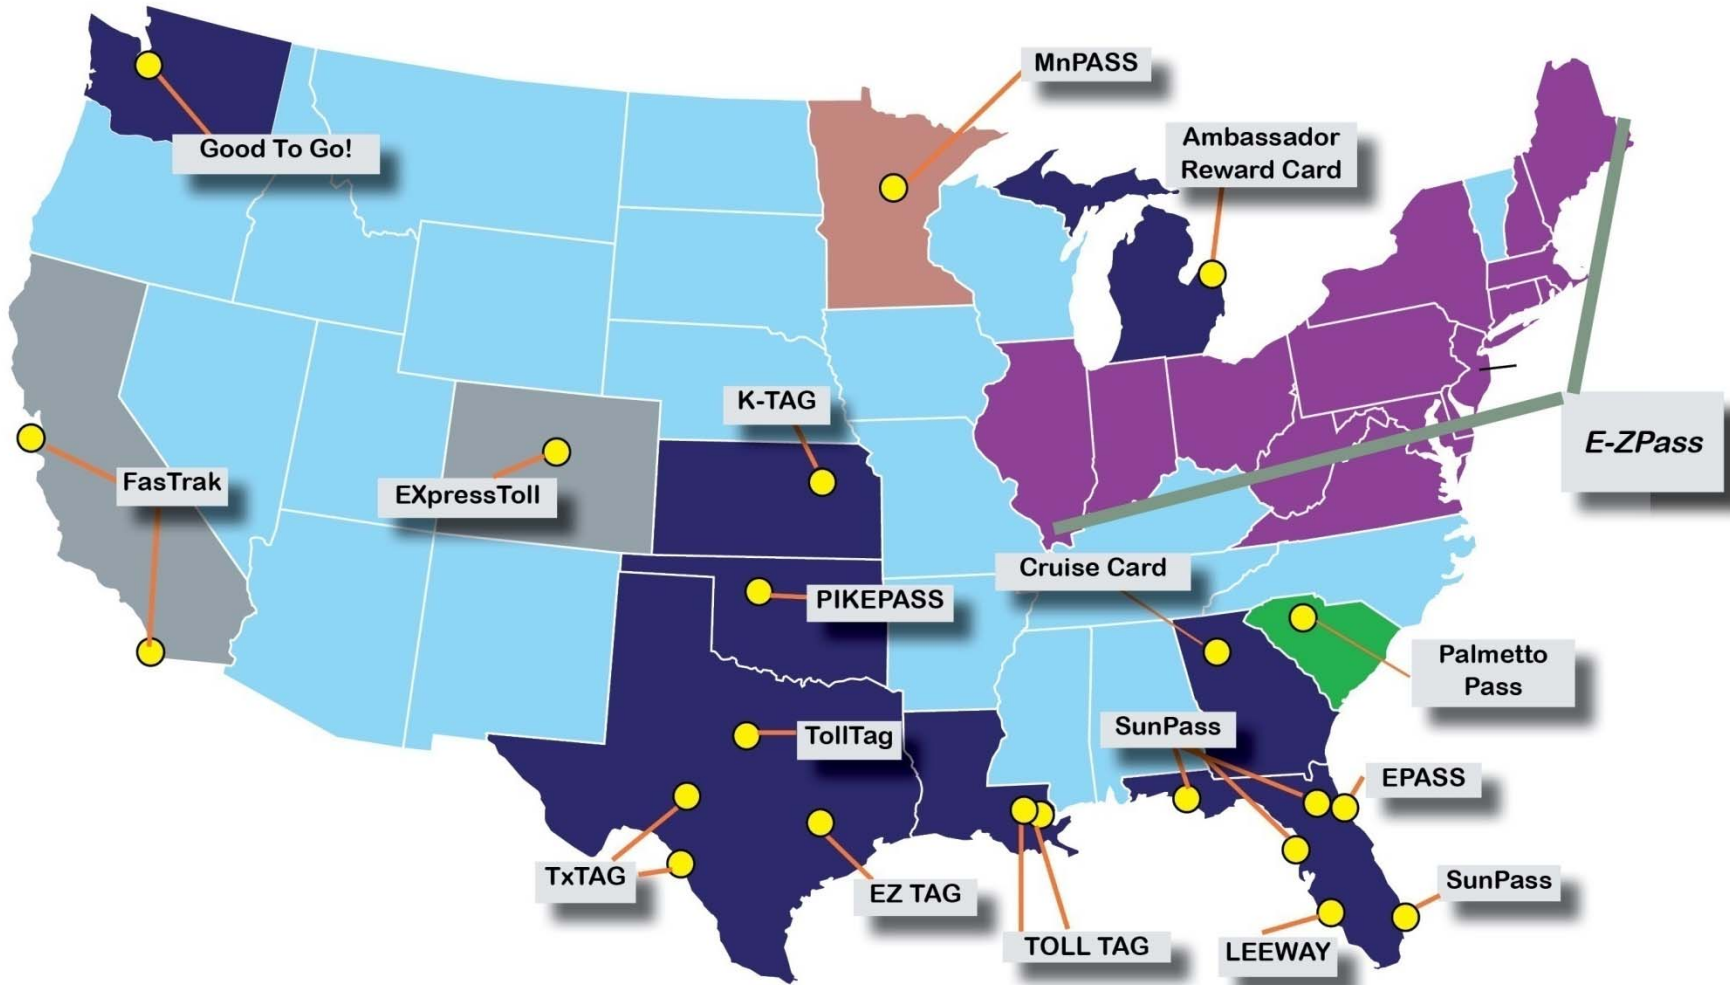 MnPASS
Good To Go!
Ambassador
Reward Card
K-TAG
E-ZPass
FasTrak
EXpressToll
Cruise Card
PIKEPASS
Palmetto
Pass
TollTag
SunPass
EPASS
TxTAG
EZ TAG
SunPass
TOLL TAG
LEEWAY